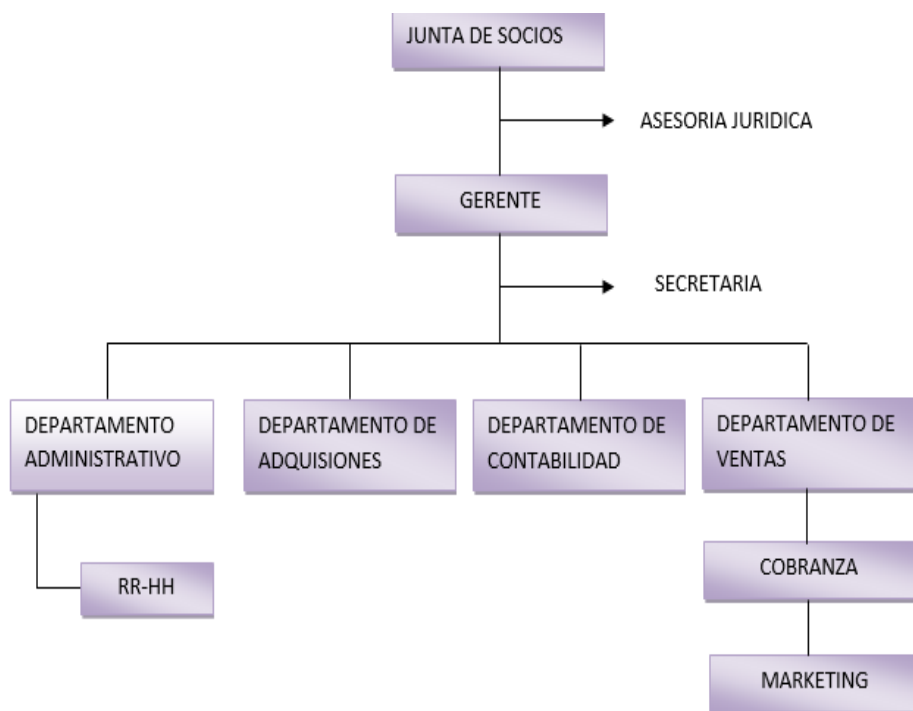 JUNTA DE SOCIOS
ASESORIA JURIDICA
GERENTE
SECRETARIA
DEPARTAMENTO
ADMINISTRATIVO
DEPARTAMENTO DE
ADQUISIONES
DEPARTAMENTO DE
CONTABILIDAD
DEPARTAMENTO DE
VENTAS
RR-HH
COBRANZA
MARKETING